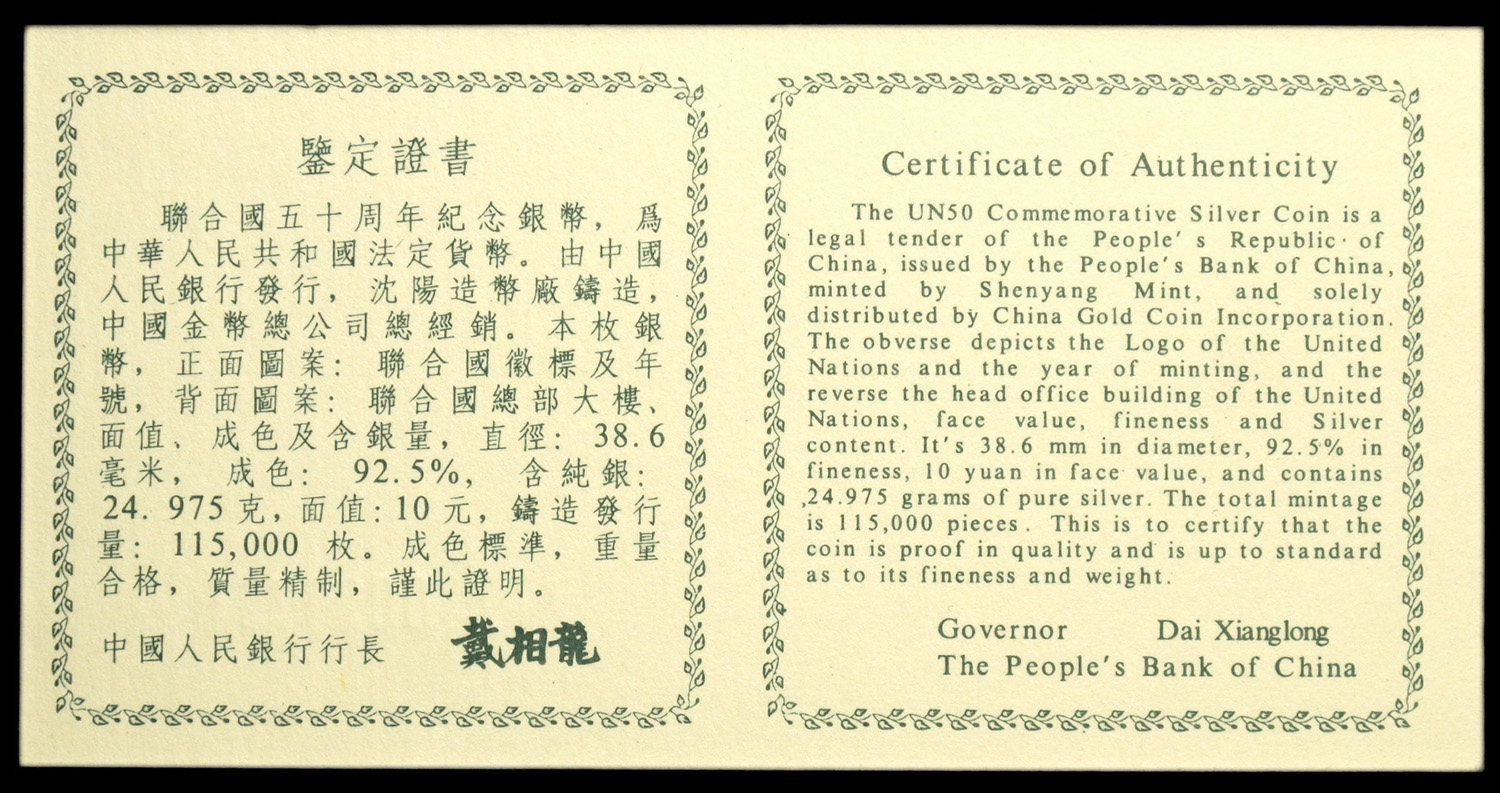 鑒定證書
聯合國五十周年紀念銀幣，爲
中華人民共和國法定貨幣。由中國
人民銀行發行，沈陽造幣廠鑄造，
中國金幣總公司總經銷。本枚銀
幣，正面圖案：聯合國徽標及年
號，背面圖案：聯合國總部大樓、
面值、成色及含銀量，直徑：38.6
毫米，成色：92.5%，含純銀：
24.975克，面值：10元，鑄造發行
量：115,000枚。成色標準，重量
合格，質量精制，謹此證明。
中國人民銀行行長 戴相龍
Certificate of Authenticity
The UN50 Commemorative Silver Coin is a
legal tender of the People's Republic of
China, issued by the People's Bank of China,
minted by Shenyang Mint, and solely
distributed by China Gold Coin Incorporation.
The obverse depicts the Logo of the United
Nations and the year of minting, and the
reverse the head office building of the United
Nations, face value, fineness and Silver
content. It's 38.6 mm in diameter, 92.5% in
fineness, 10 yuan in face value, and contains
24.975 grams of pure silver. The total mintage
is 115,000 pieces. This is to certify that the
coin is proof in quality and is up to standard
as to its fineness and weight.
Governor Dai Xianglong
The People's Bank of China